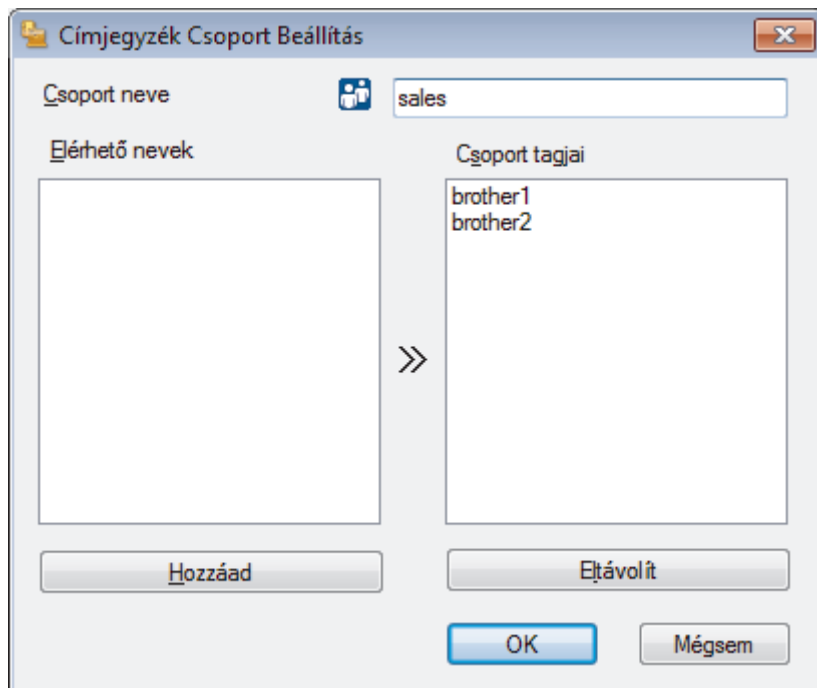 Címjegyzék Csoport Beállítás
Csoport neve
sales
Elérhető nevek
Csoport tagjai
brother1
brother2
Hozzáad
Eltávolít
OK
Mégsem